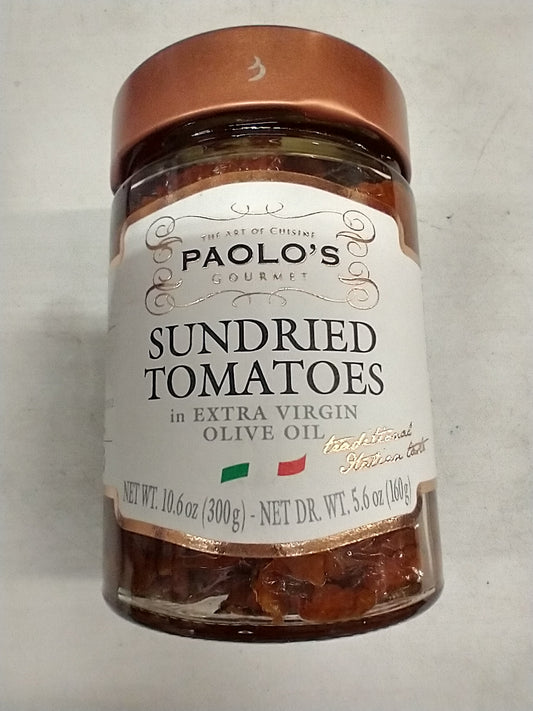 THE ART OF CUISINE
PAOLO'S
GOURMET
SUNDRIED
TOMATOES
in EXTRA VIRGIN
OLIVE OIL
traditional
Italian taste
NET WT. 10.6 oz (300g) - NET DR. WT. 5.6 oz (160g)